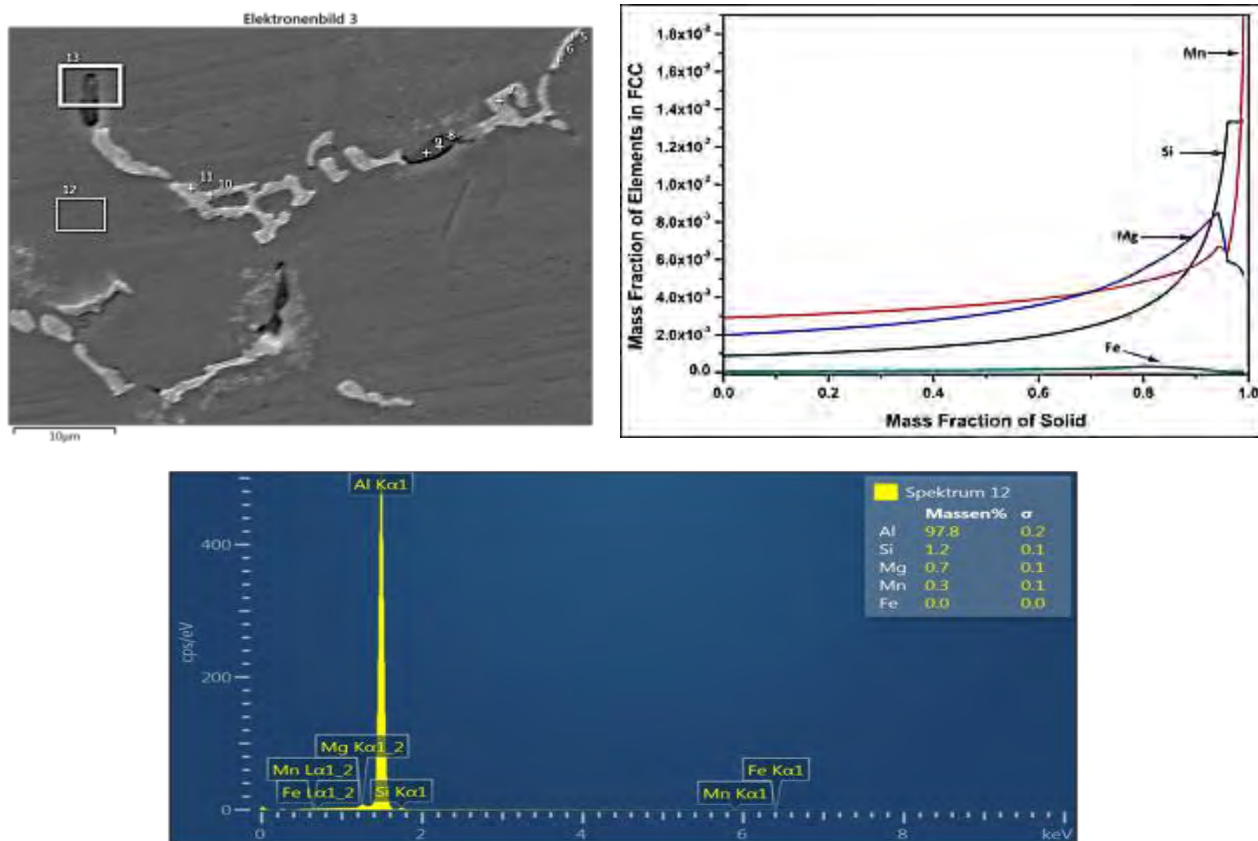 Elektronenbild 3
13
5
6
8
9
11
10
12
10µm
Mass Fraction of Elements in FCC
1.8x10⁻²
1.6x10⁻²
1.4x10⁻²
1.2x10⁻²
1.0x10⁻²
8.0x10⁻³
6.0x10⁻³
4.0x10⁻³
2.0x10⁻³
0.0
Mn
Si
Mg
Fe
0.0 0.2 0.4 0.6 0.8 1.0
Mass Fraction of Solid
Al Kα1
Spektrum 12
Massen% σ
Al 97.8 0.2
Si 1.2 0.1
Mg 0.7 0.1
Mn 0.3 0.1
Fe 0.0 0.0
cps/eV
400
200
0
Mg Kα1_2
Mn Lα1_2
Fe Lα1_2
Si Kα1
Fe Kα1
Mn Kα1
0 2 4 6 8 keV